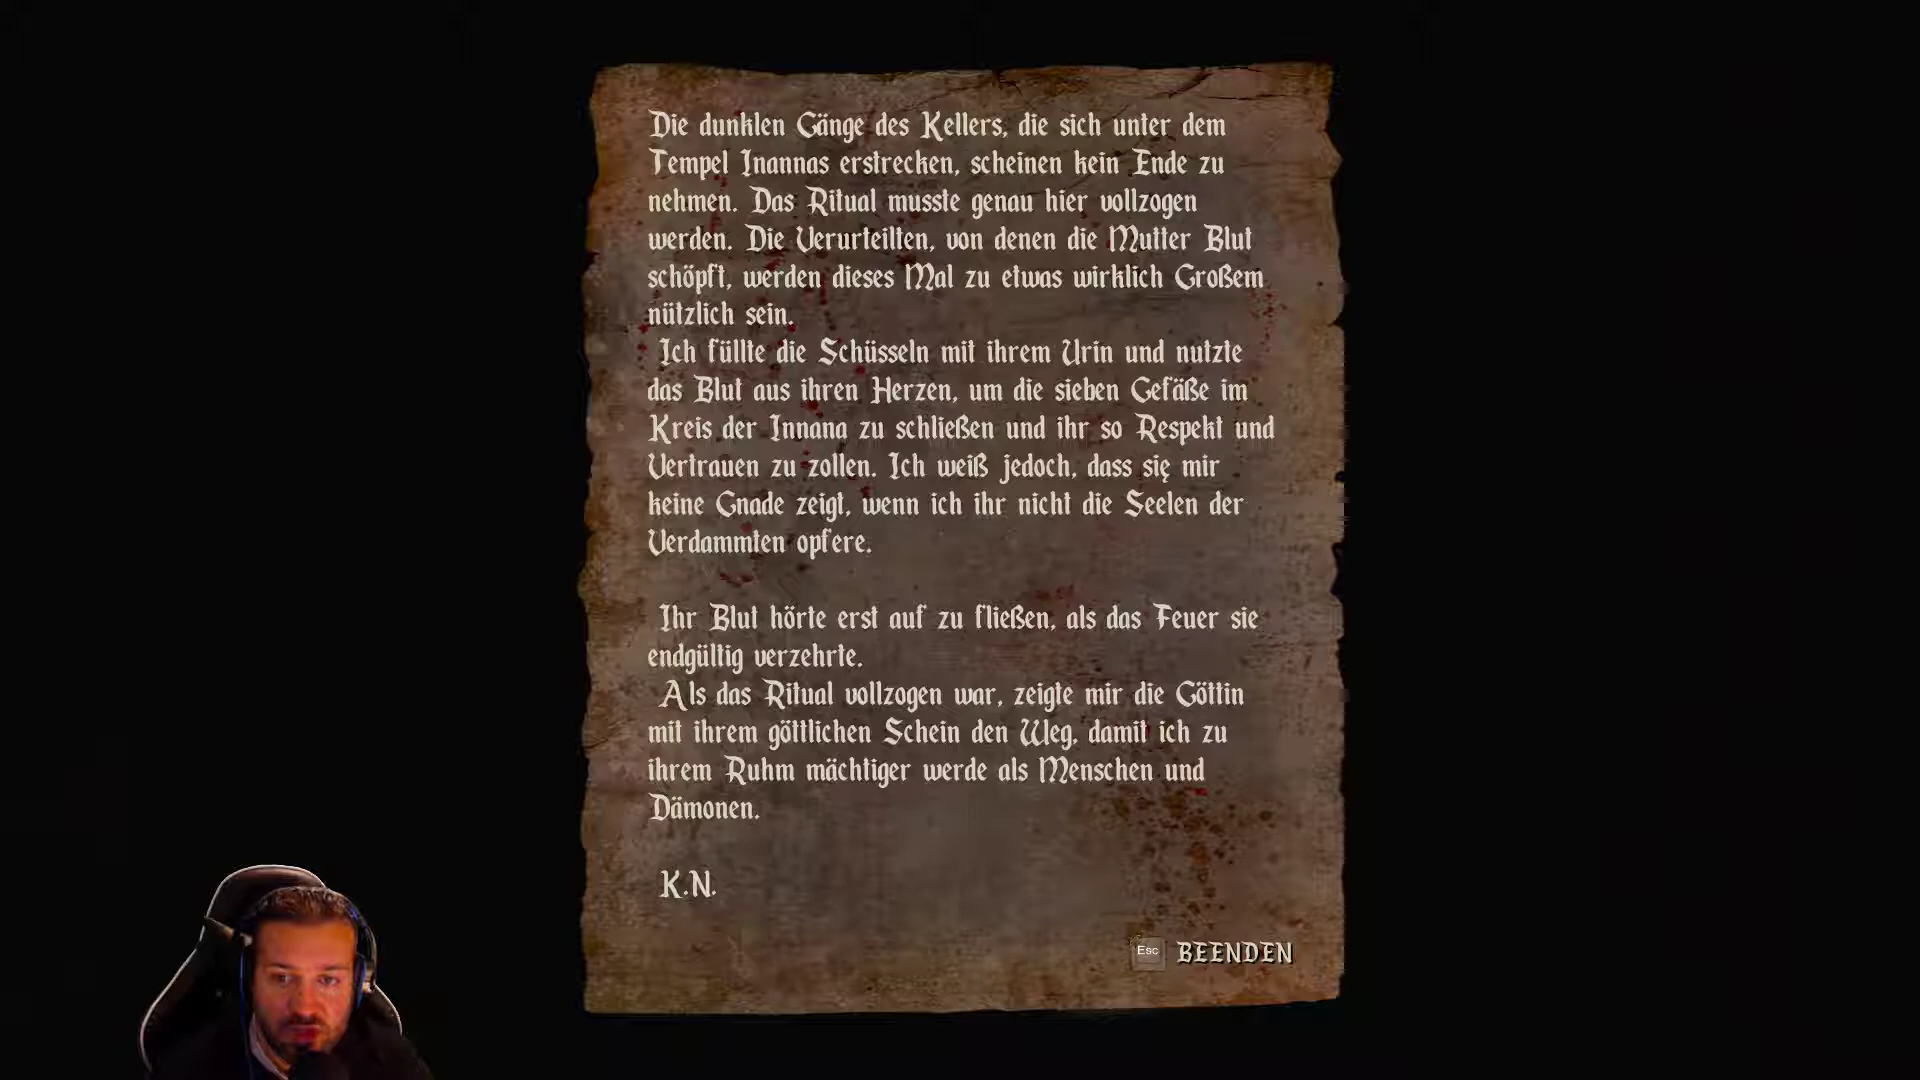 Die dunklen Gänge des Kellers, die sich unter dem
Tempel Inannas erstrecken, scheinen kein Ende zu
nehmen. Das Ritual musste genau hier vollzogen
werden. Die Verurteilten, von denen die Mutter Blut
schöpft, werden dieses Mal zu etwas wirklich Großem
nützlich sein.
Ich füllte die Schüsseln mit ihrem Urin und nutzte
das Blut aus ihren Herzen, um die sieben Gefäße im
Kreis der Innana zu schließen und ihr so Respekt und
Vertrauen zu zollen. Ich weiß jedoch, dass się mir
keine Gnade zeigt, wenn ich ihr nicht die Seelen der
Verdammten opfere.
Ihr Blut hörte erst auf zu fließen, als das Feuer sie
endgültig verzehrte.
Als das Ritual vollzogen war, zeigte mir die Göttin
mit ihrem göttlichen Schein den Weg, damit ich zu
ihrem Ruhm mächtiger werde als Menschen und
Dämonen.
K.N.
Esc BEENDEN